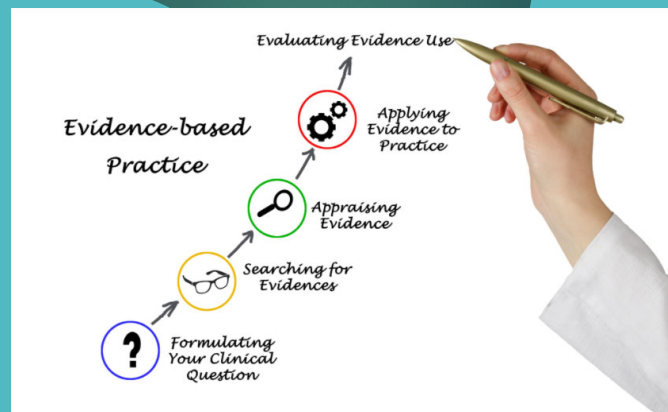 Evaluating Evidence Use
Evidence-based
Practice
Applying
Evidence to
Practice
Appraising
Evidence
Searching for
Evidences
Formulating
Your Clinical
Question
?